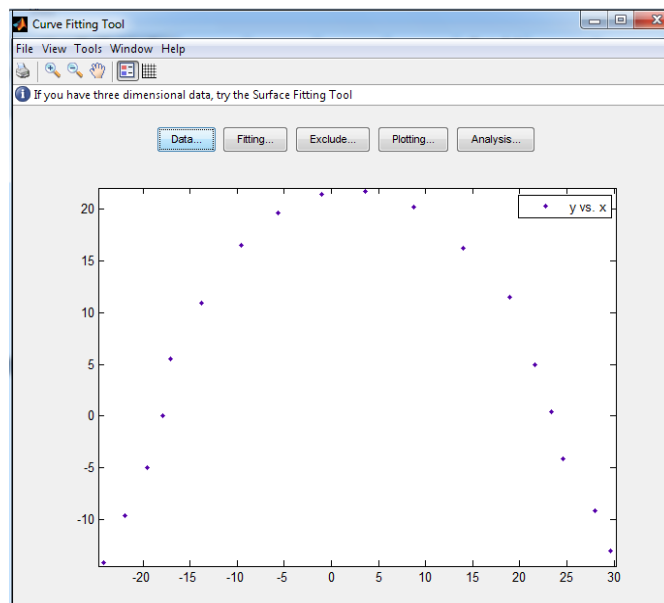 Curve Fitting Tool
File View Tools Window Help
If you have three dimensional data, try the Surface Fitting Tool
Data... Fitting... Exclude... Plotting... Analysis...
y vs. x
20
15
10
5
0
-5
-10
-20 -15 -10 -5 0 5 10 15 20 25 30